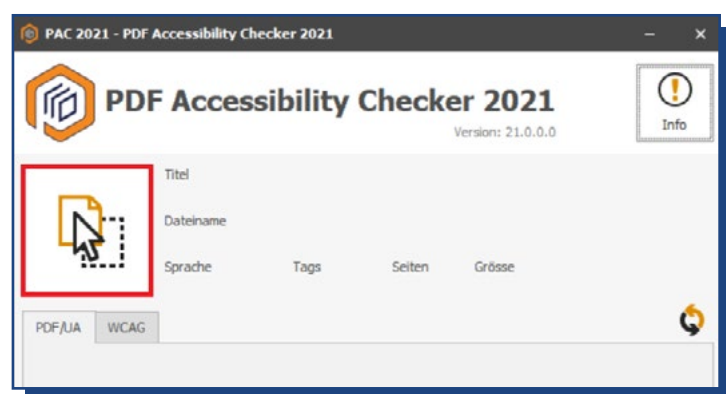 PAC 2021 - PDF Accessibility Checker 2021
PDF Accessibility Checker 2021
Version: 21.0.0.0
Info
Titel
Dateiname
Sprache Tags Seiten Grösse
PDF/UA WCAG